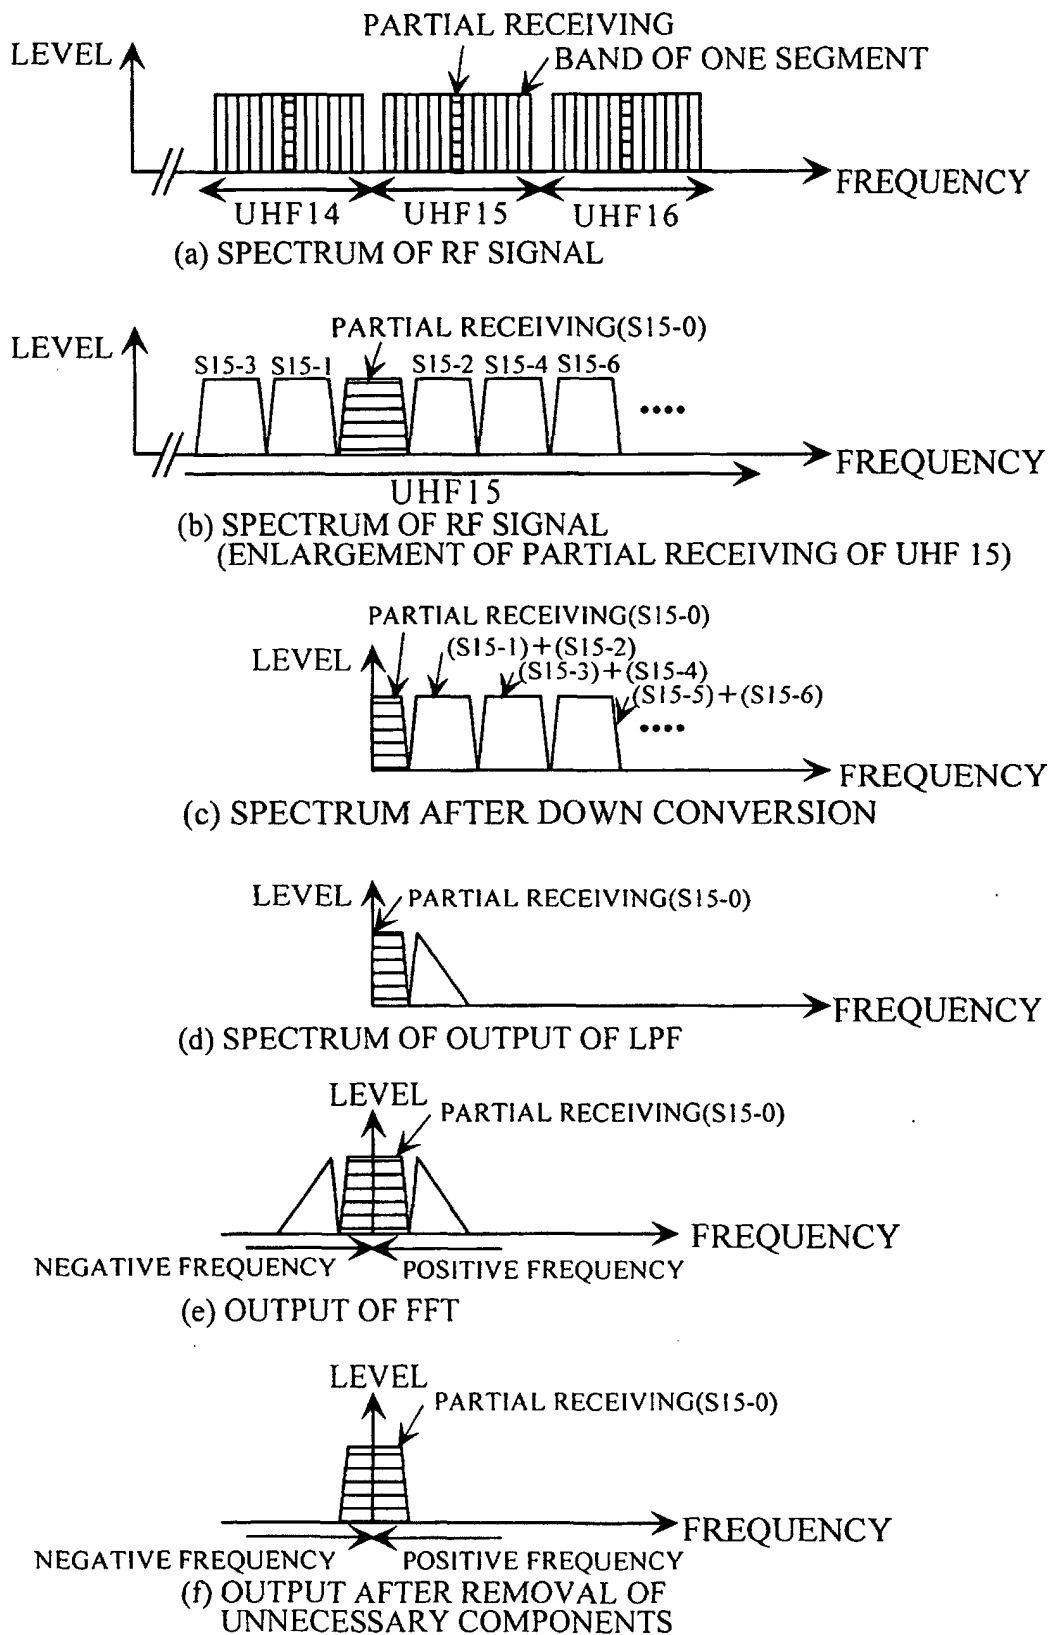 PARTIAL RECEIVING
LEVEL
BAND OF ONE SEGMENT
FREQUENCY
UHF14
UHF15
UHF16
(a) SPECTRUM OF RF SIGNAL
PARTIAL RECEIVING(S15-0)
LEVEL
S15-3
S15-1
S15-2
S15-4
S15-6
••••
FREQUENCY
UHF15
(b) SPECTRUM OF RF SIGNAL
(ENLARGEMENT OF PARTIAL RECEIVING OF UHF 15)
PARTIAL RECEIVING(S15-0)
LEVEL
(S15-1)+(S15-2)
(S15-3)+(S15-4)
(S15-5)+(S15-6)
••••
FREQUENCY
(c) SPECTRUM AFTER DOWN CONVERSION
LEVEL
PARTIAL RECEIVING(S15-0)
FREQUENCY
(d) SPECTRUM OF OUTPUT OF LPF
LEVEL
PARTIAL RECEIVING(S15-0)
FREQUENCY
NEGATIVE FREQUENCY
POSITIVE FREQUENCY
(e) OUTPUT OF FFT
LEVEL
PARTIAL RECEIVING(S15-0)
FREQUENCY
NEGATIVE FREQUENCY
POSITIVE FREQUENCY
(f) OUTPUT AFTER REMOVAL OF
UNNECESSARY COMPONENTS